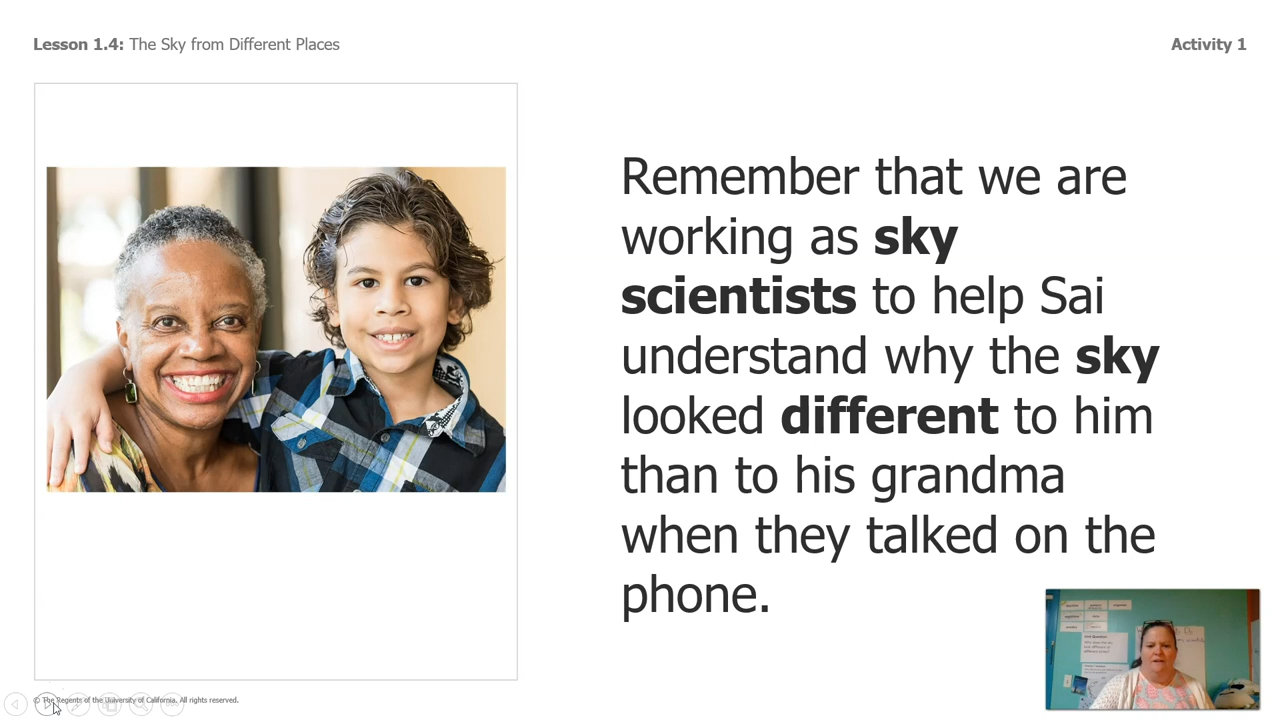 Lesson 1.4: The Sky from Different Places
Activity 1
Remember that we are
working as sky
scientists to help Sai
understand why the sky
looked different to him
than to his grandma
when they talked on the
phone.
© The Regents of the University of California. All rights reserved.